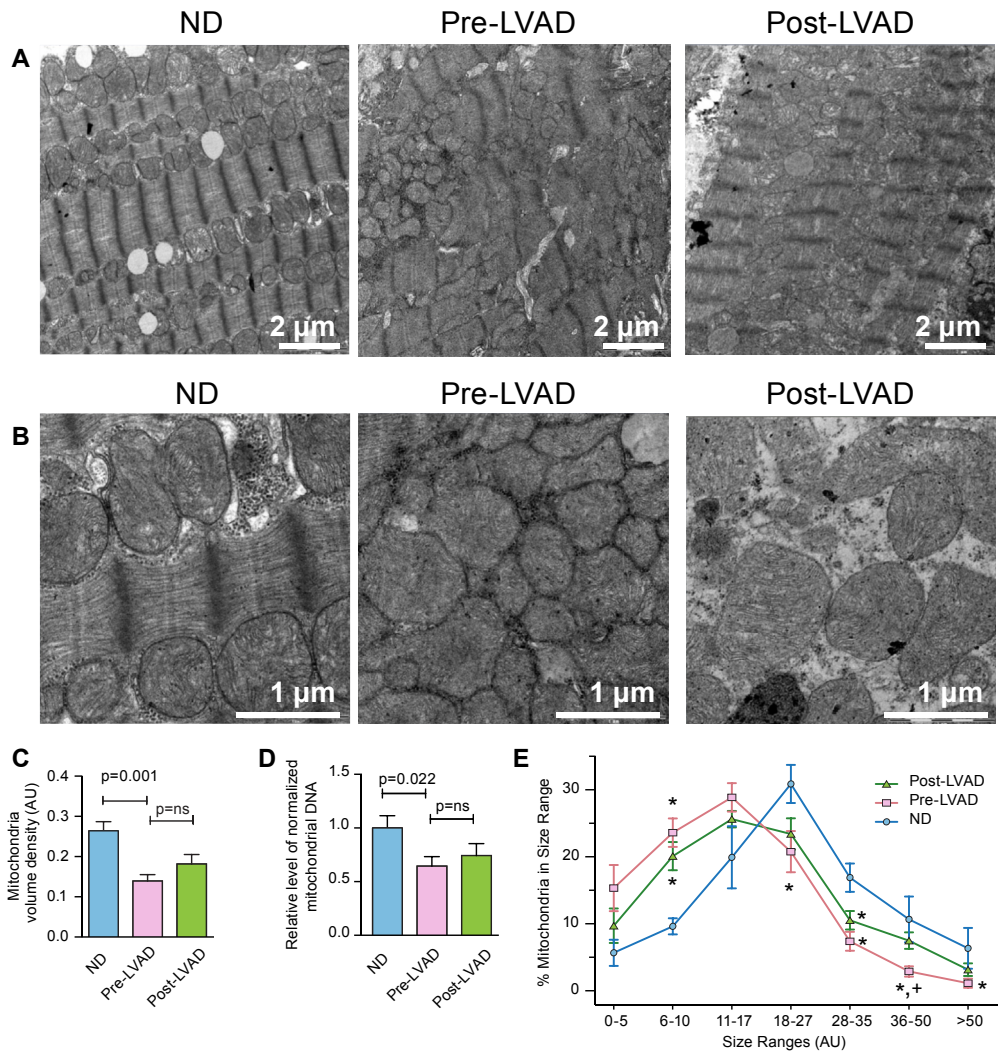 ND Pre-LVAD Post-LVAD
A
2 µm 2 µm 2 µm
ND Pre-LVAD Post-LVAD
B
1 µm 1 µm 1 µm
C
Mitochondria
volume density (AU)
0.4
0.3
0.2
0.1
0.0
p=0.001
p=ns
ND
Pre-LVAD
Post-LVAD
D
Relative level of normalized
mitochondrial DNA
1.5
1.0
0.5
0.0
p=0.022
p=ns
ND
Pre-LVAD
Post-LVAD
E
% Mitochondria in Size Range
30
20
10
0
Post-LVAD
Pre-LVAD
ND
*
*
*
*
*
*,+
*
0-5 6-10 11-17 18-27 28-35 36-50 >50
Size Ranges (AU)